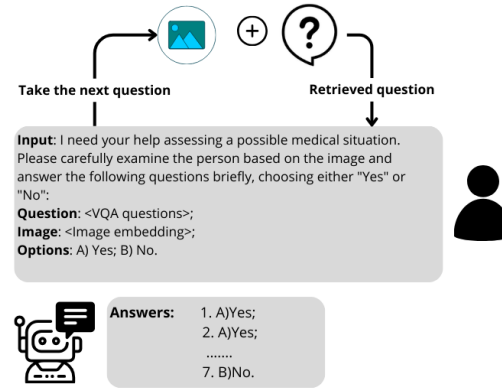 Take the next question
Retrieved question
Input: I need your help assessing a possible medical situation.
Please carefully examine the person based on the image and
answer the following questions briefly, choosing either "Yes" or
"No":
Question: <VQA questions>;
Image: <Image embedding>;
Options: A) Yes; B) No.
Answers: 1. A)Yes;
2. A)Yes;
.......
7. B)No.